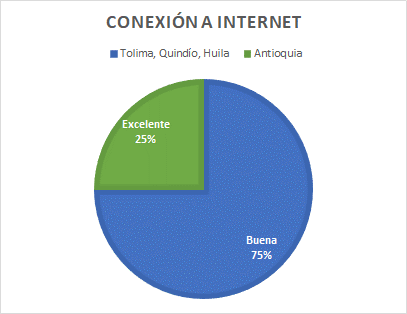 CONEXIÓN A INTERNET
Tolima, Quindío, Huila Antioquia
Excelente
25%
Buena
75%